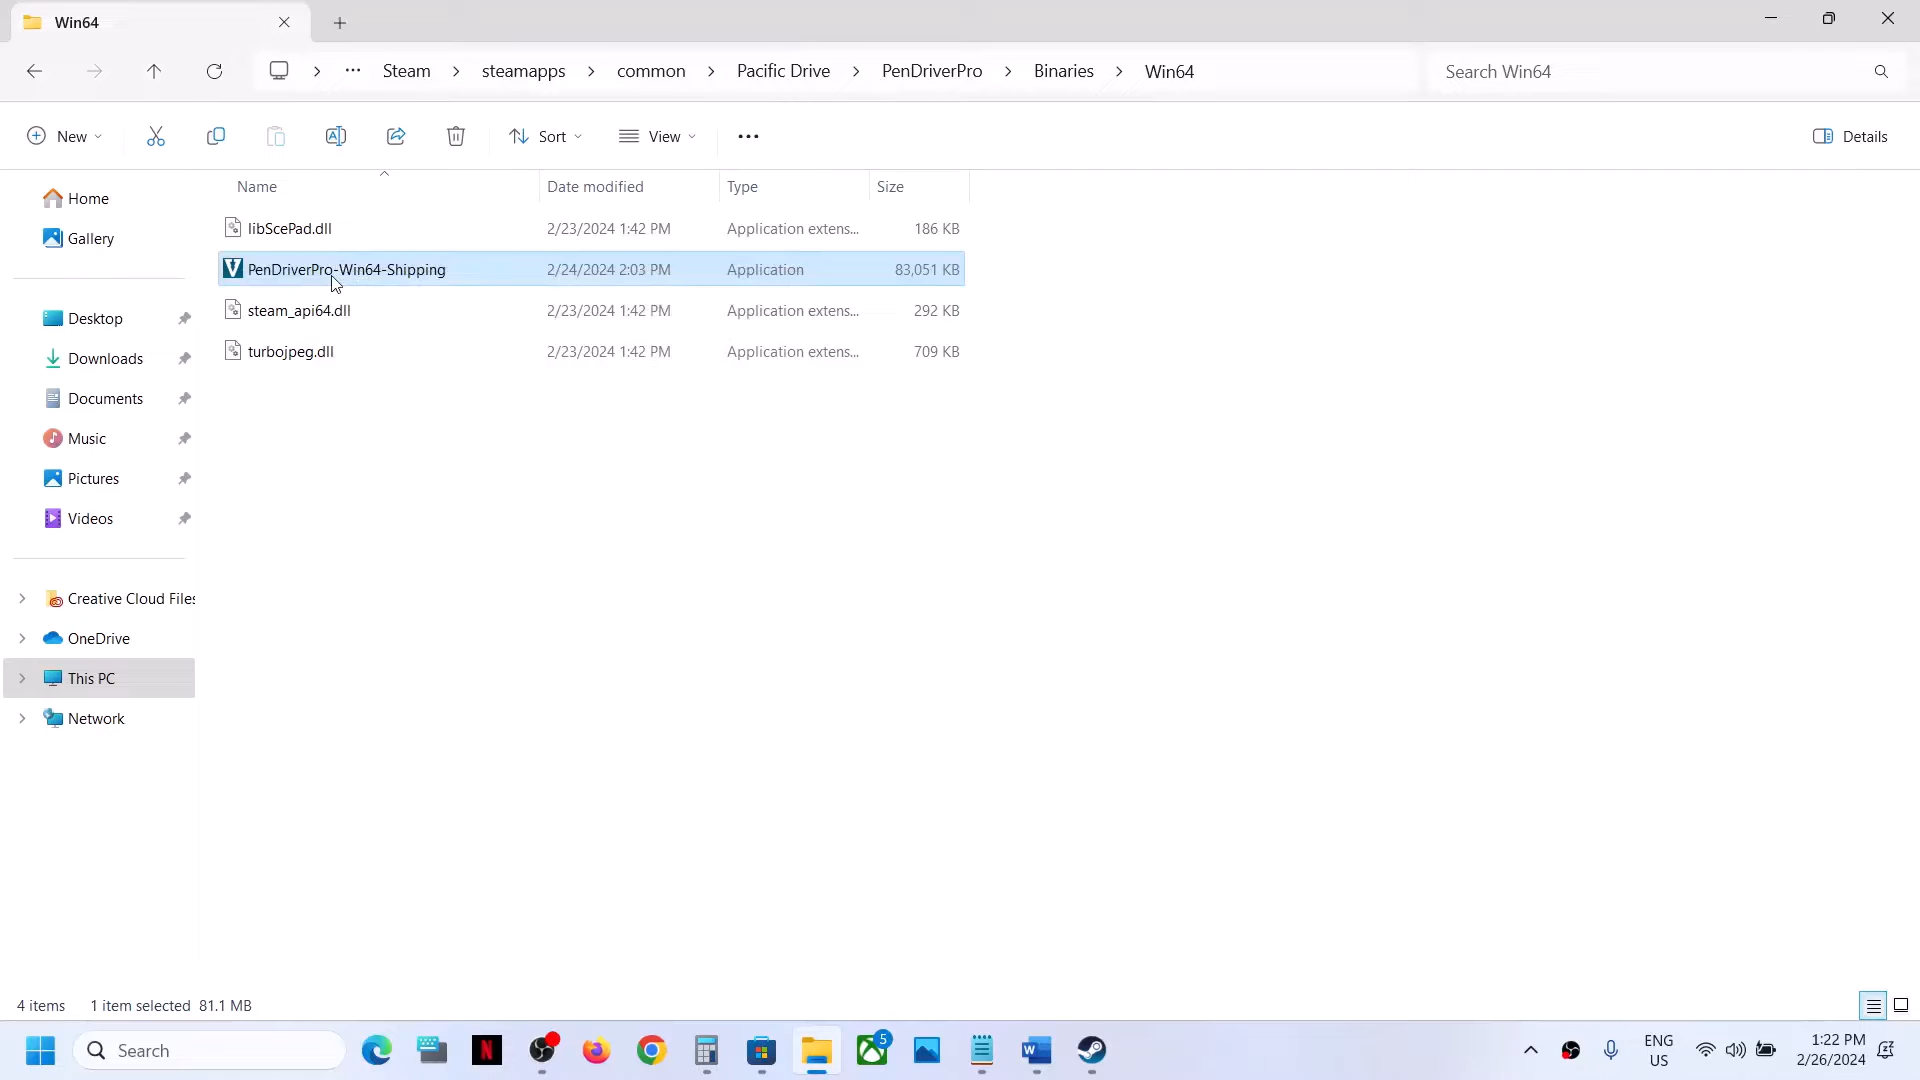 Win64
Steam > steamapps > common > Pacific Drive > PenDriverPro > Binaries > Win64
Search Win64
New
Sort
View
Details
Name Date modified Type Size
libScePad.dll 2/23/2024 1:42 PM Application extens... 186 KB
PenDriverPro-Win64-Shipping 2/24/2024 2:03 PM Application 83,051 KB
steam_api64.dll 2/23/2024 1:42 PM Application extens... 292 KB
turbojpeg.dll 2/23/2024 1:42 PM Application extens... 709 KB
Home
Gallery
Desktop
Downloads
Documents
Music
Pictures
Videos
Creative Cloud Files
OneDrive
This PC
Network
4 items 1 item selected 81.1 MB
Search
N
5
W
ENG
US
1:22 PM
2/26/2024